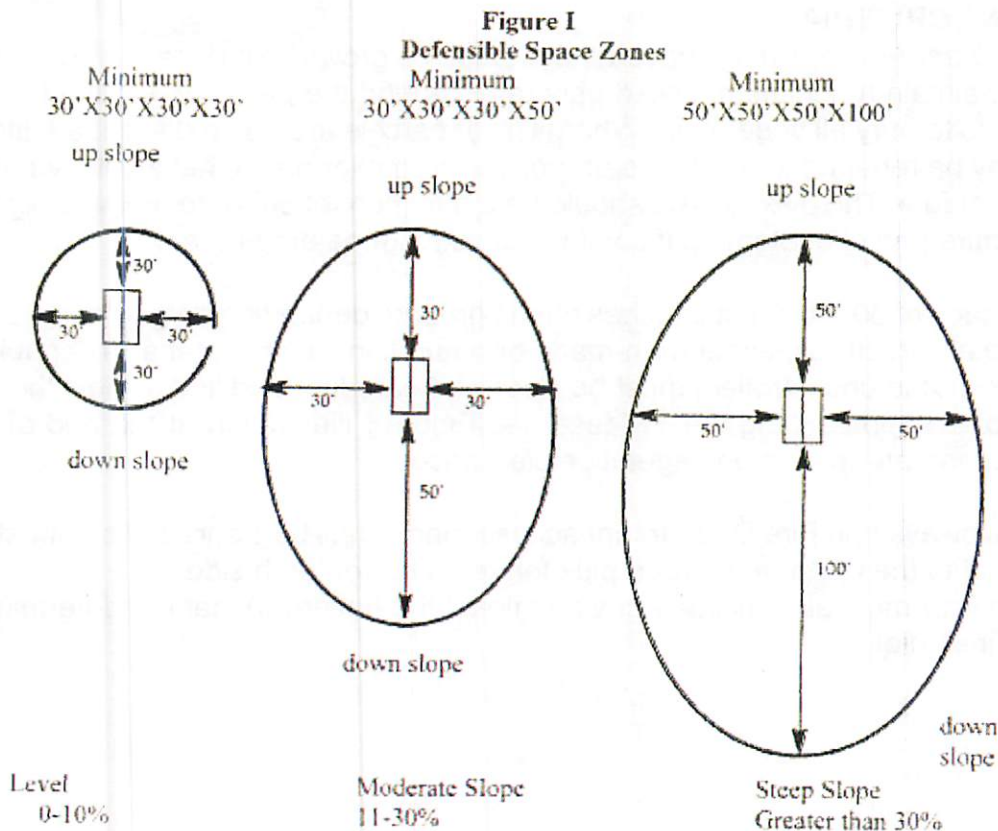 Figure I
Defensible Space Zones
Minimum
30'X30'X30'X30'
up slope
30'
30'
30'
30'
down slope
Level
0-10%
Minimum
30'X30'X30'X50'
up slope
30'
30'
30'
50'
down slope
Moderate Slope
11-30%
Minimum
50'X50'X50'X100'
up slope
50'
50'
50'
100'
down
slope
Steep Slope
Greater than 30%